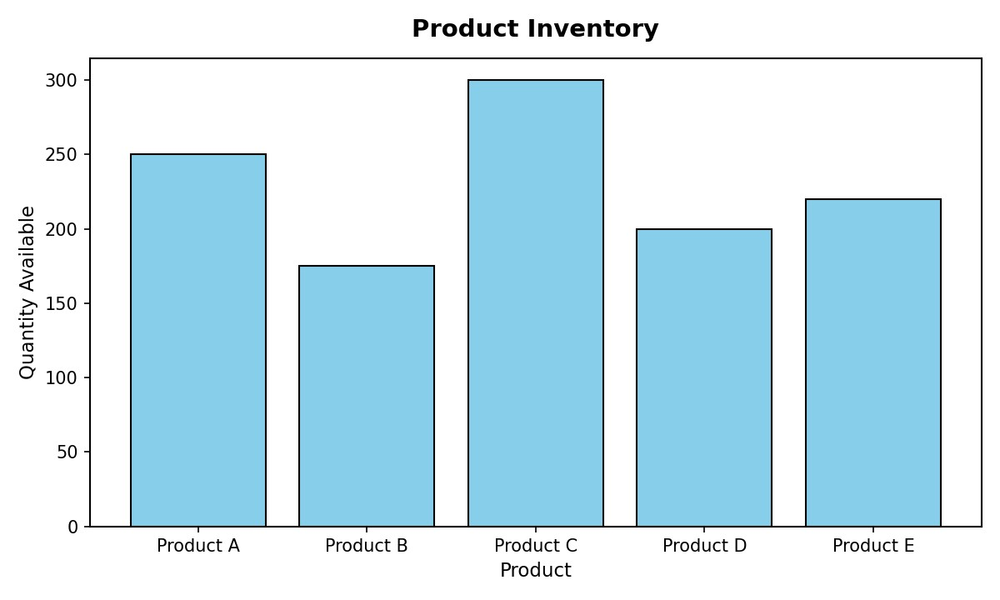 Product Inventory
300
250
200
150
100
50
0
Quantity Available
Product A
Product B
Product C
Product D
Product E
Product